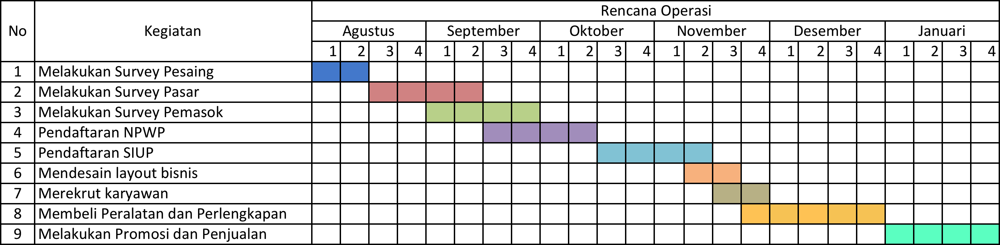 Rencana Operasi
No Kegiatan Agustus September Oktober November Desember Januari
1 2 3 4 1 2 3 4 1 2 3 4 1 2 3 4 1 2 3 4 1 2 3 4
1 Melakukan Survey Pesaing
2 Melakukan Survey Pasar
3 Melakukan Survey Pemasok
4 Pendaftaran NPWP
5 Pendaftaran SIUP
6 Mendesain layout bisnis
7 Merekrut karyawan
8 Membeli Peralatan dan Perlengkapan
9 Melakukan Promosi dan Penjualan